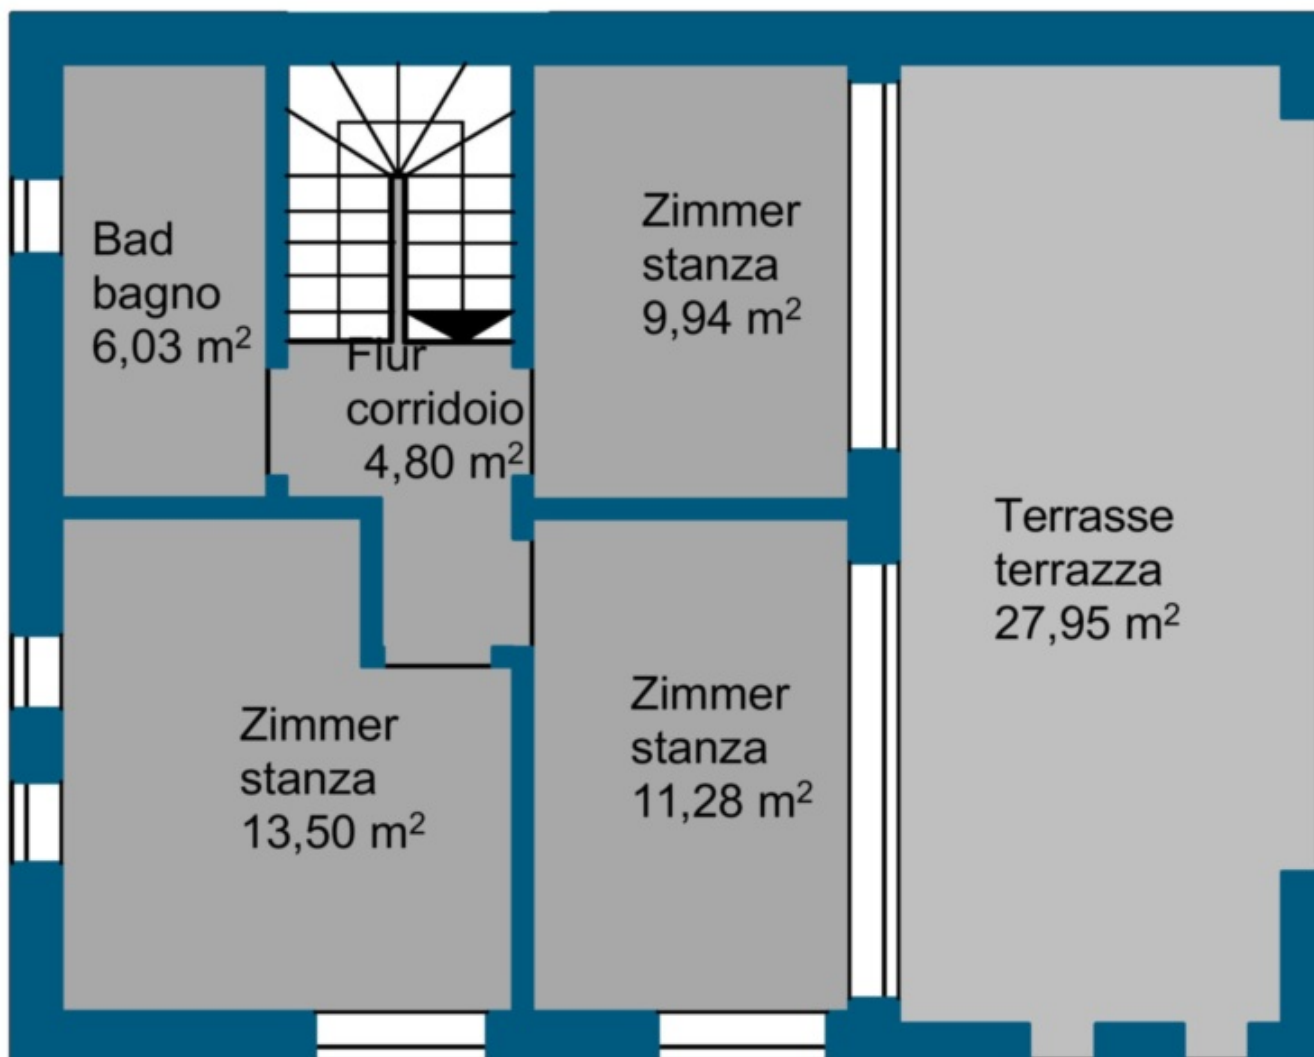 Bad
bagno
6,03 m²
Flur
corridoio
4,80 m²
Zimmer
stanza
9,94 m²
Terrasse
terrazza
27,95 m²
Zimmer
stanza
13,50 m²
Zimmer
stanza
11,28 m²